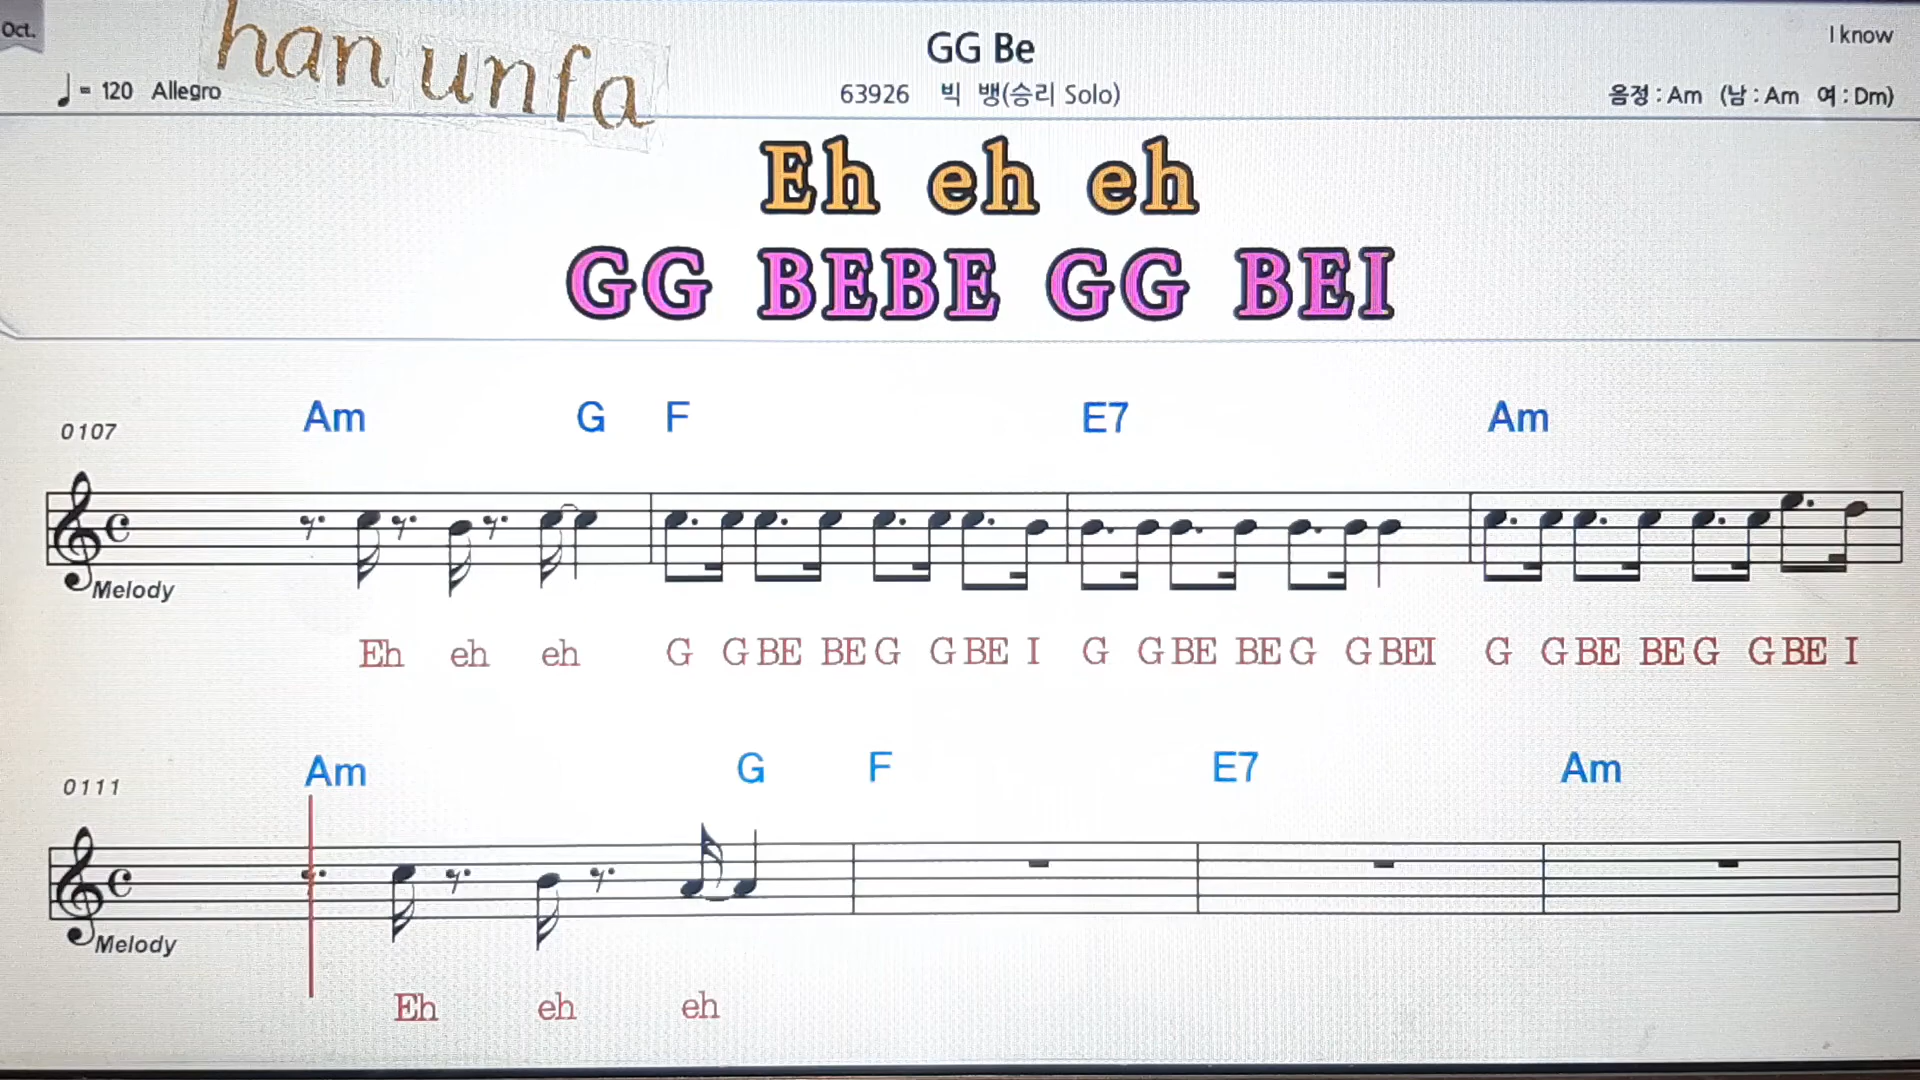 Oct.
han unfa
GG Be
I know
= 120 Allegro
63926 빅 뱅(승리 Solo)
음정 : Am (남 : Am 여 : Dm)
Eh eh eh
GG BEBE GG BEI
0107
Am G F E7 Am
Melody
Eh eh eh G G BE BE G G BE I G G BE BE G G BEI G G BE BE G G BE I
0111
Am G F E7 Am
Melody
Eh eh eh